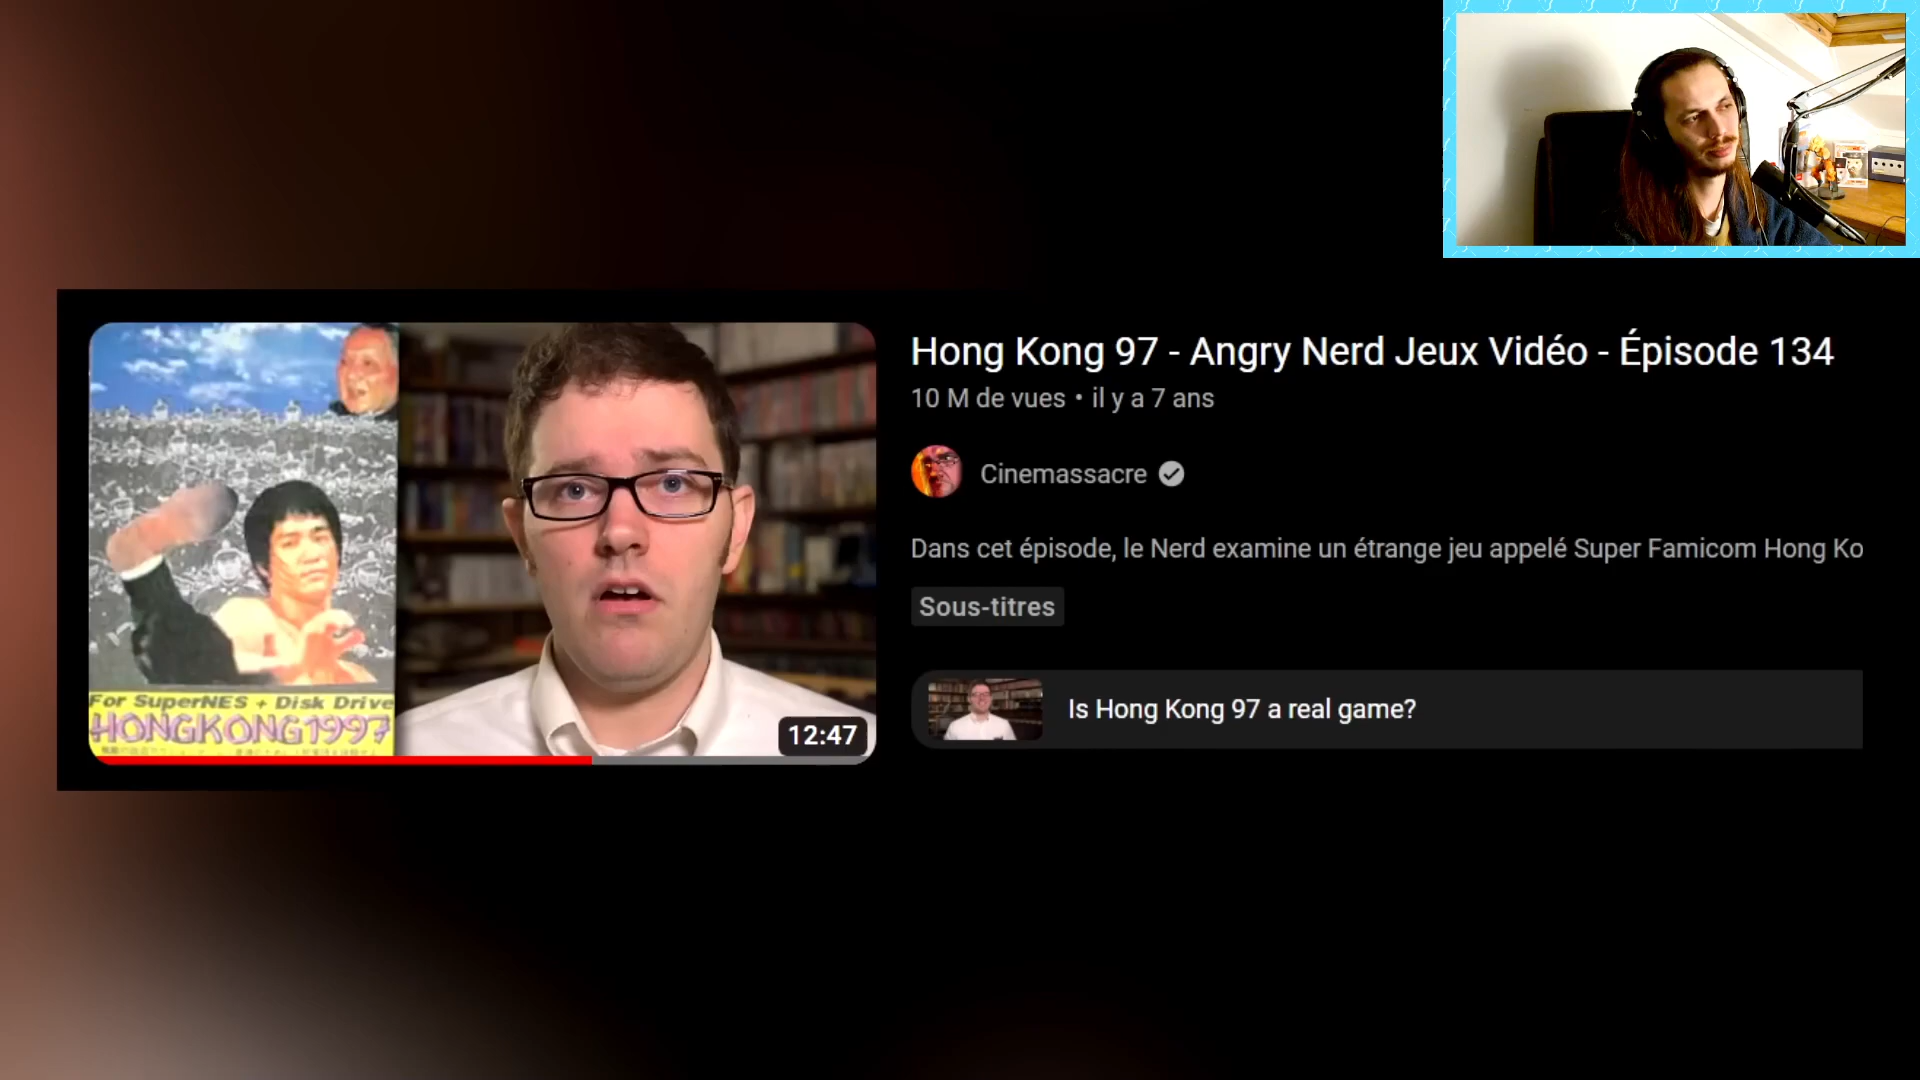 For SuperNES + Disk Drive
HONGKONG 1997
12:47
Hong Kong 97 - Angry Nerd Jeux Vidéo - Épisode 134
10 M de vues • il y a 7 ans
Cinemassacre
Dans cet épisode, le Nerd examine un étrange jeu appelé Super Famicom Hong Ko
Sous-titres
Is Hong Kong 97 a real game?